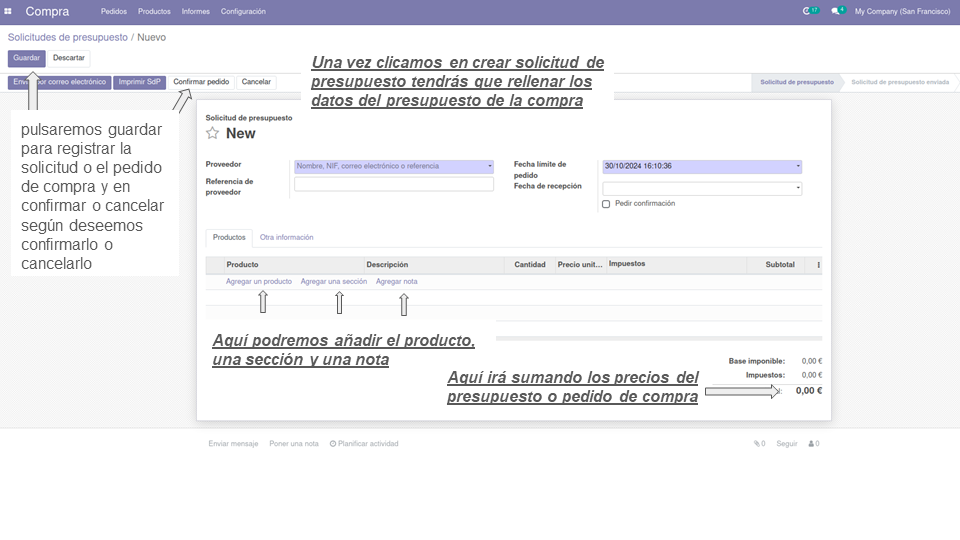 Compra Pedidos Productos Informes Configuración 17 4 My Company (San Francisco)
Solicitudes de presupuesto / Nuevo
Guardar Descartar
por correo electrónico Imprimir SdP Confirmar pedido Cancelar
Solicitud de presupuesto Solicitud de presupuesto enviada
Una vez clicamos en crear solicitud de
presupuesto tendrás que rellenar los
datos del presupuesto de la compra
pulsaremos guardar
para registrar la
solicitud o el pedido
de compra y en
confirmar o cancelar
según deseemos
confirmarlo o
cancelarlo
Solicitud de presupuesto
New
Proveedor Nombre, NIF, correo electrónico o referencia
Referencia de
proveedor
Fecha límite de
pedido 30/10/2024 16:10:36
Fecha de recepción
Pedir confirmación
Productos Otra información
Producto Descripción Cantidad Precio unit... Impuestos Subtotal
Agregar un producto Agregar una sección Agregar nota
Aquí podremos añadir el producto,
una sección y una nota
Aquí irá sumando los precios del
presupuesto o pedido de compra
Base imponible: 0,00 €
Impuestos: 0,00 €
0,00 €
Enviar mensaje Poner una nota Planificar actividad 0 Seguir 0